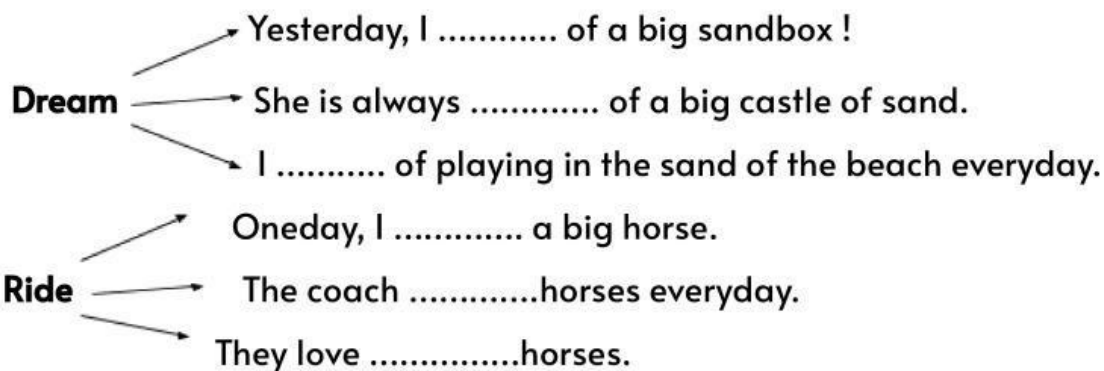 Yesterday, I ............ of a big sandbox !
Dream
She is always ............. of a big castle of sand.
I ........... of playing in the sand of the beach everyday.
Oneday, I ............. a big horse.
Ride
The coach .............horses everyday.
They love ...............horses.